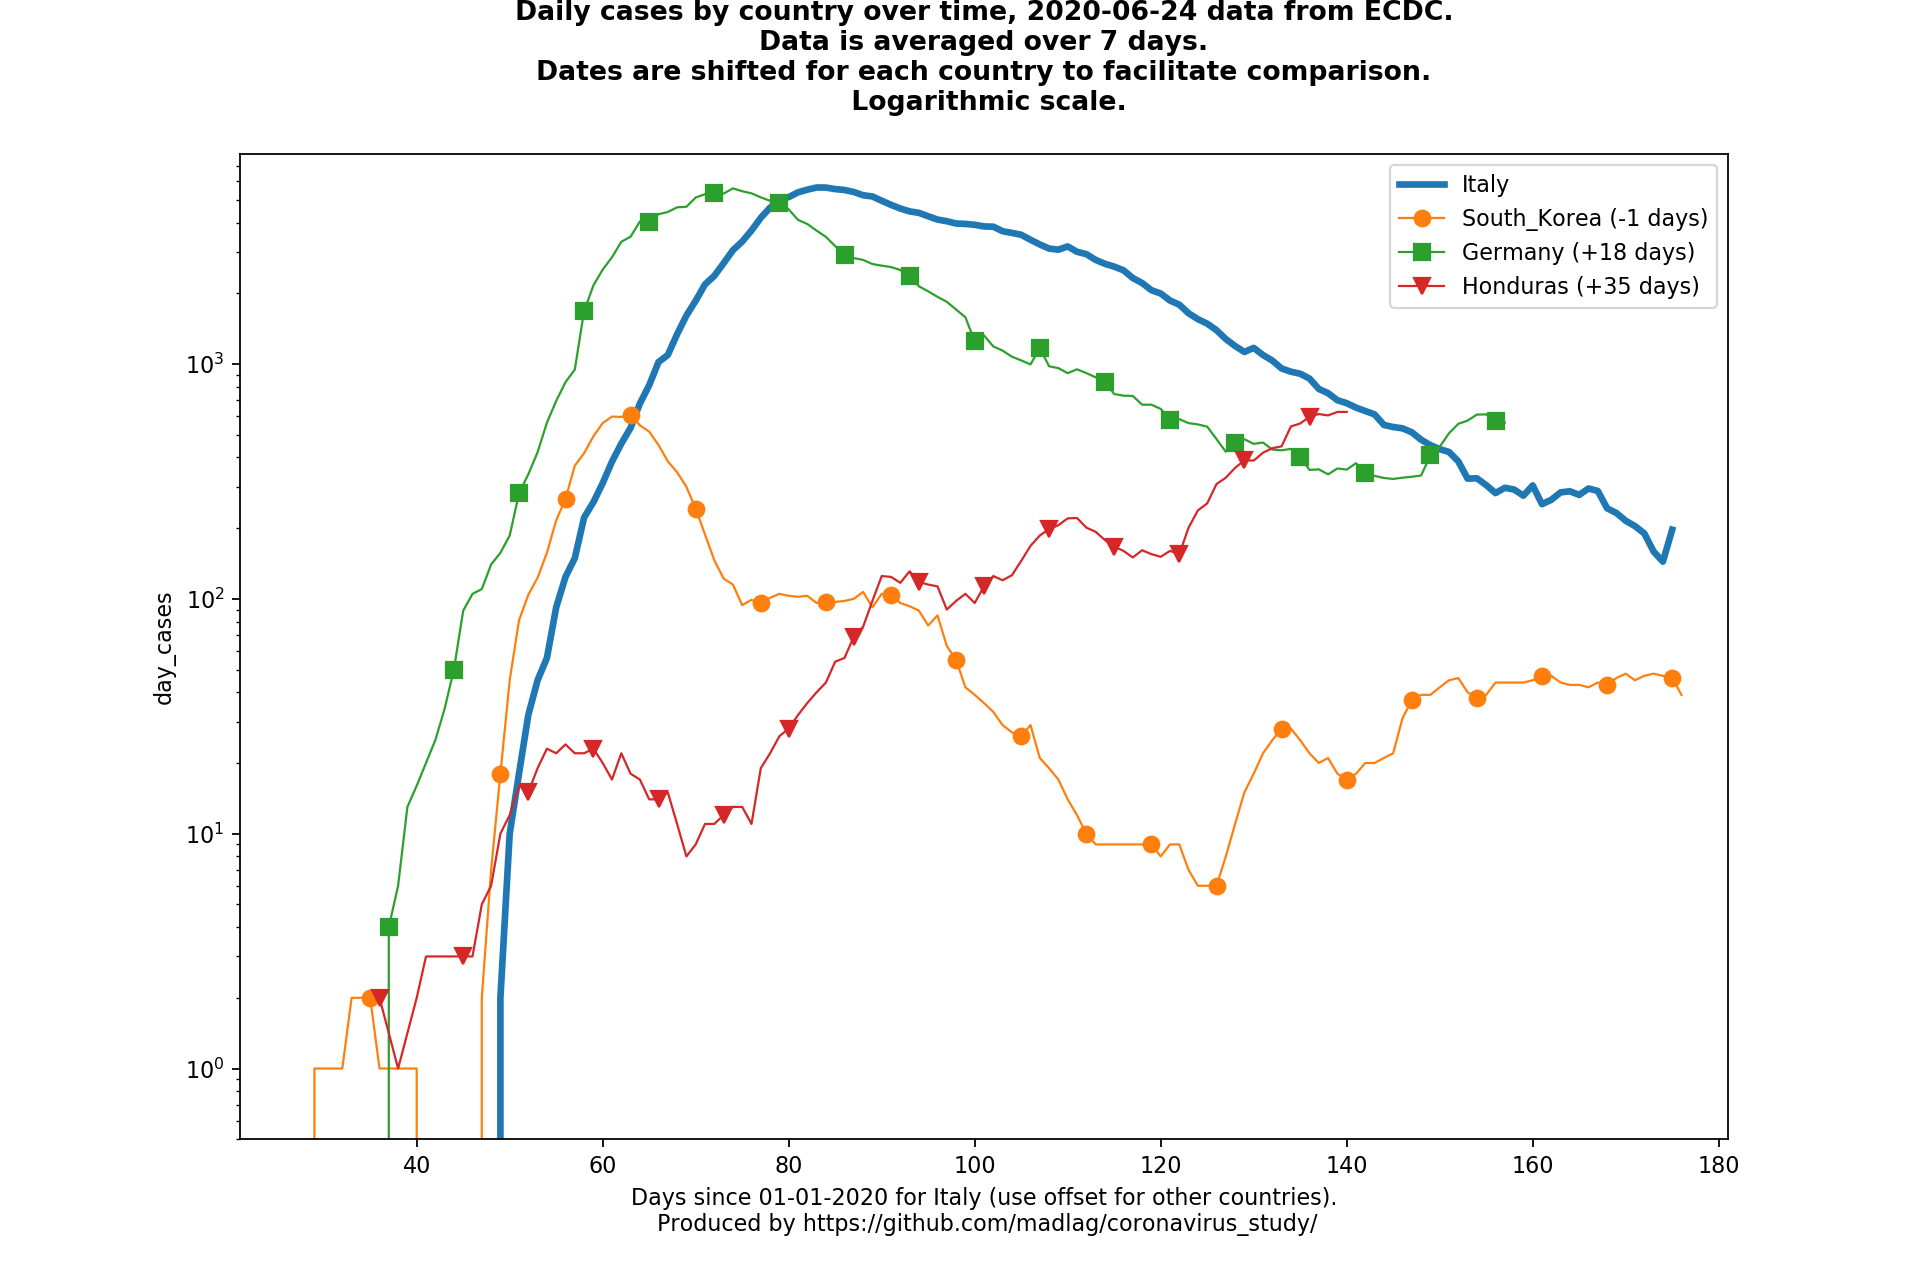 Daily cases by country over time, 2020-06-24 data from ECDC.
Data is averaged over 7 days.
Dates are shifted for each country to facilitate comparison.
Logarithmic scale.
Italy
South_Korea (-1 days)
Germany (+18 days)
Honduras (+35 days)
10³
10²
10¹
10⁰
day_cases
40 60 80 100 120 140 160 180
Days since 01-01-2020 for Italy (use offset for other countries).
Produced by https://github.com/madlag/coronavirus_study/